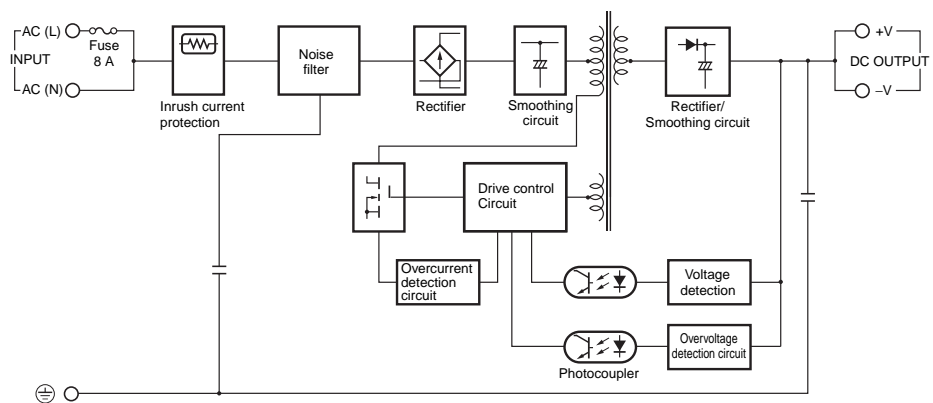 AC (L)
Fuse
8 A
INPUT
AC (N)
Inrush current
protection
Noise
filter
Rectifier
Smoothing
circuit
Rectifier/
Smoothing circuit
+V
DC OUTPUT
–V
Drive control
Circuit
Overcurrent
detection
circuit
Voltage
detection
Overvoltage
detection circuit
Photocoupler